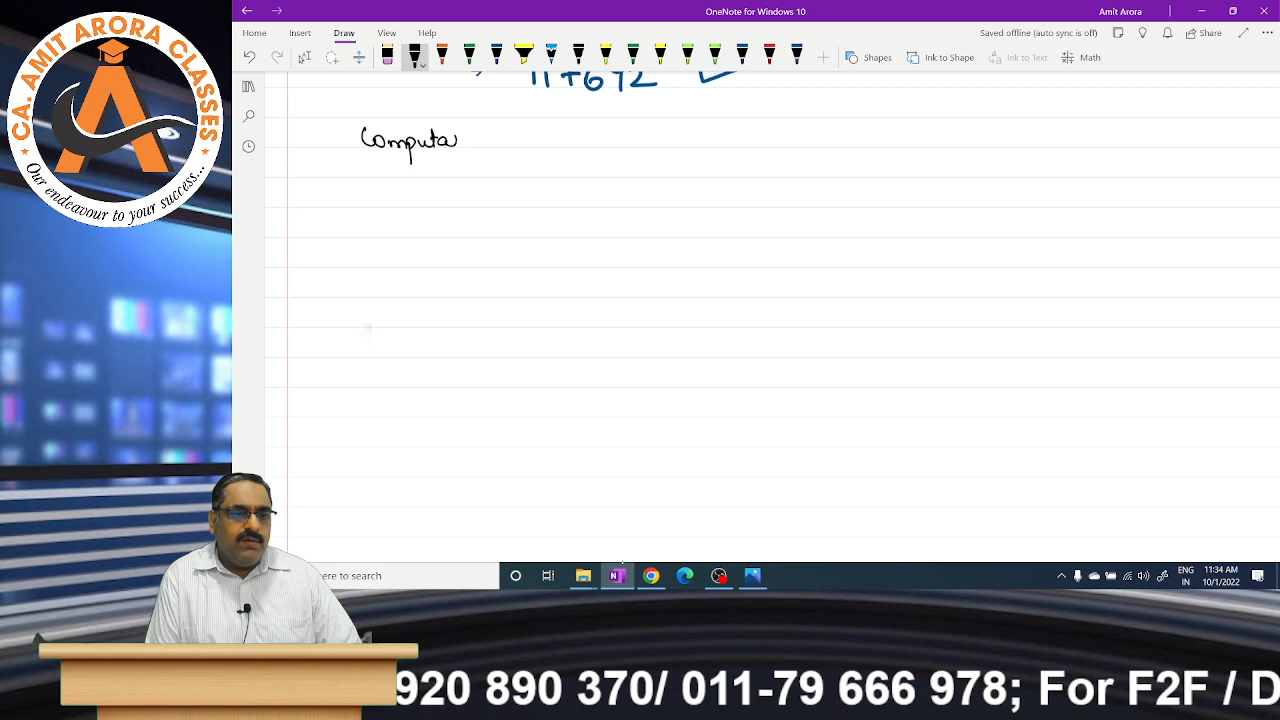 CA. AMIT ARORA CLASSES
Our endeavour to your success...
OneNote for Windows 10
Amit Arora
Home Insert Draw View Help
Saved offline (auto sync is off) Share
Shapes Ink to Shape Ink to Text Math
Computa
here to search
ENG
IN
11:34 AM
10/1/2022
920 890 370/ 011-79 666 978; For F2F / D